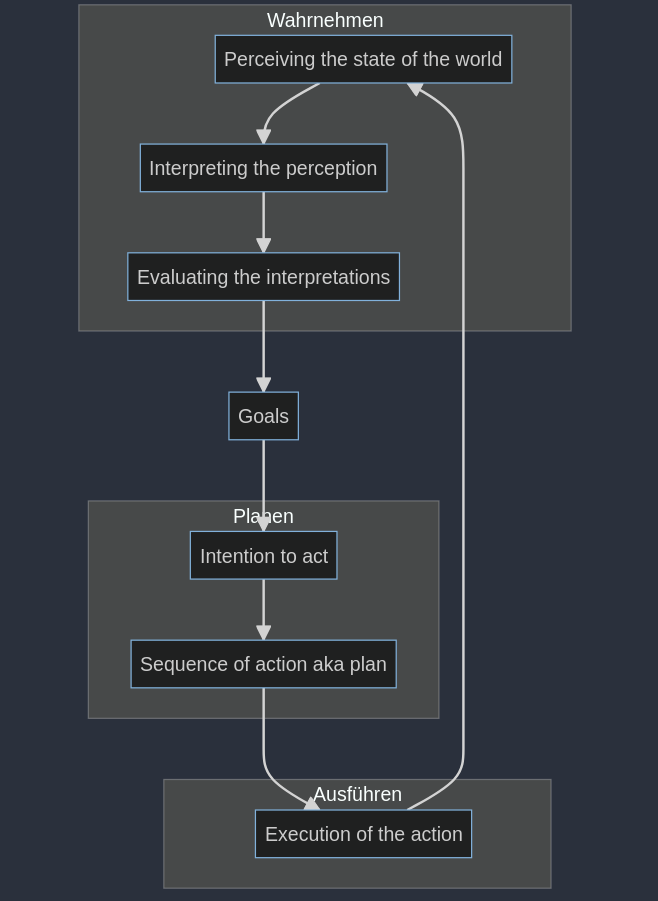 Wahrnehmen
Perceiving the state of the world
Interpreting the perception
Evaluating the interpretations
Goals
Planen
Intention to act
Sequence of action aka plan
Ausführen
Execution of the action